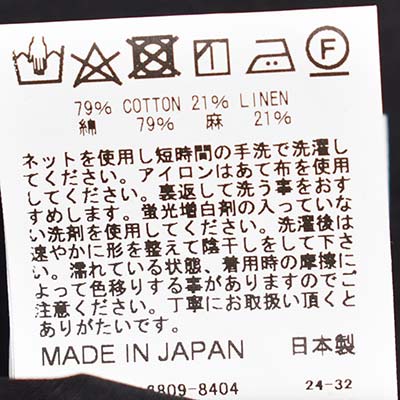 F
79% COTTON 21% LINEN
綿 79% 麻 21%
ネットを使用し短時間の手洗で洗濯し
てください。アイロンはあて布を使用
してください。裏返して洗う事をおす
すめします。蛍光増白剤の入っていな
い洗剤を使用してください。洗濯後は
速やかに形を整えて陰干しをして下さ
い。濡れている状態、着用時の摩擦に
よって色移りする事がありますのでご
注意ください。丁寧にお取扱い頂くと
ありがたいです。
MADE IN JAPAN 日本製
8809-8404 24-32